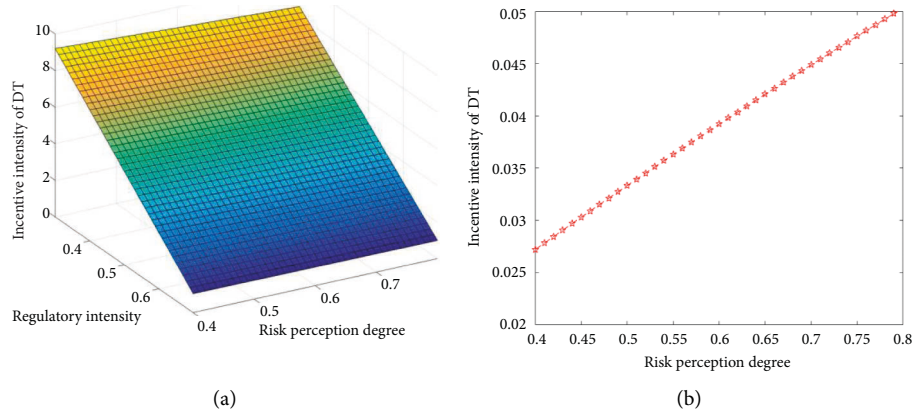 10
8
6
4
2
0
Incentive intensity of DT
0.4
0.5
0.6
Regulatory intensity
0.4
0.5
0.6
0.7
Risk perception degree
(a)
0.05
0.045
0.04
0.035
0.03
0.025
0.02
Incentive intensity of DT
0.4 0.45 0.5 0.55 0.6 0.65 0.7 0.75 0.8
Risk perception degree
(b)